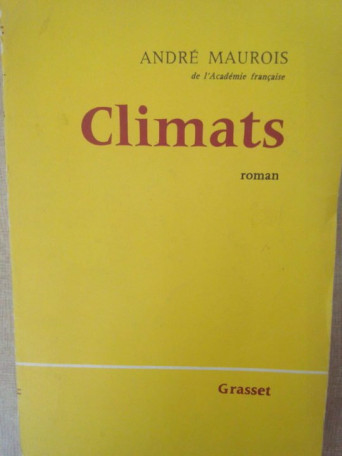 ANDRÉ MAUROIS
de l'Académie française
Climats
roman
Grasset